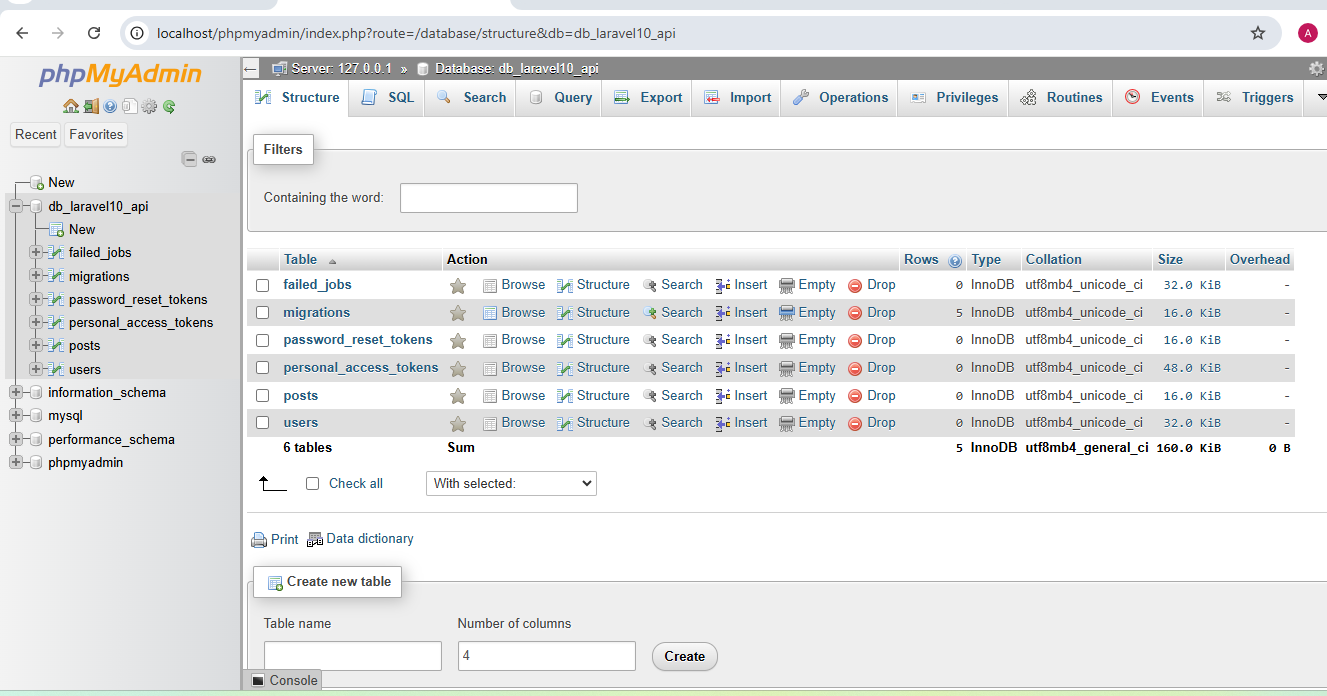 localhost/phpmyadmin/index.php?route=/database/structure&db=db_laravel10_api
A
phpMyAdmin
Recent Favorites
New
db_laravel10_api
New
failed_jobs
migrations
password_reset_tokens
personal_access_tokens
posts
users
information_schema
mysql
performance_schema
phpmyadmin
Server: 127.0.0.1 » Database: db_laravel10_api
Structure SQL Search Query Export Import Operations Privileges Routines Events Triggers
Filters
Containing the word:
Table Action Rows Type Collation Size Overhead
failed_jobs Browse Structure Search Insert Empty Drop 0 InnoDB utf8mb4_unicode_ci 32.0 KiB -
migrations Browse Structure Search Insert Empty Drop 5 InnoDB utf8mb4_unicode_ci 16.0 KiB -
password_reset_tokens Browse Structure Search Insert Empty Drop 0 InnoDB utf8mb4_unicode_ci 16.0 KiB -
personal_access_tokens Browse Structure Search Insert Empty Drop 0 InnoDB utf8mb4_unicode_ci 48.0 KiB -
posts Browse Structure Search Insert Empty Drop 0 InnoDB utf8mb4_unicode_ci 16.0 KiB -
users Browse Structure Search Insert Empty Drop 0 InnoDB utf8mb4_unicode_ci 32.0 KiB -
6 tables Sum 5 InnoDB utf8mb4_general_ci 160.0 KiB 0 B
Check all With selected:
Print Data dictionary
Create new table
Table name Number of columns
4 Create
Console